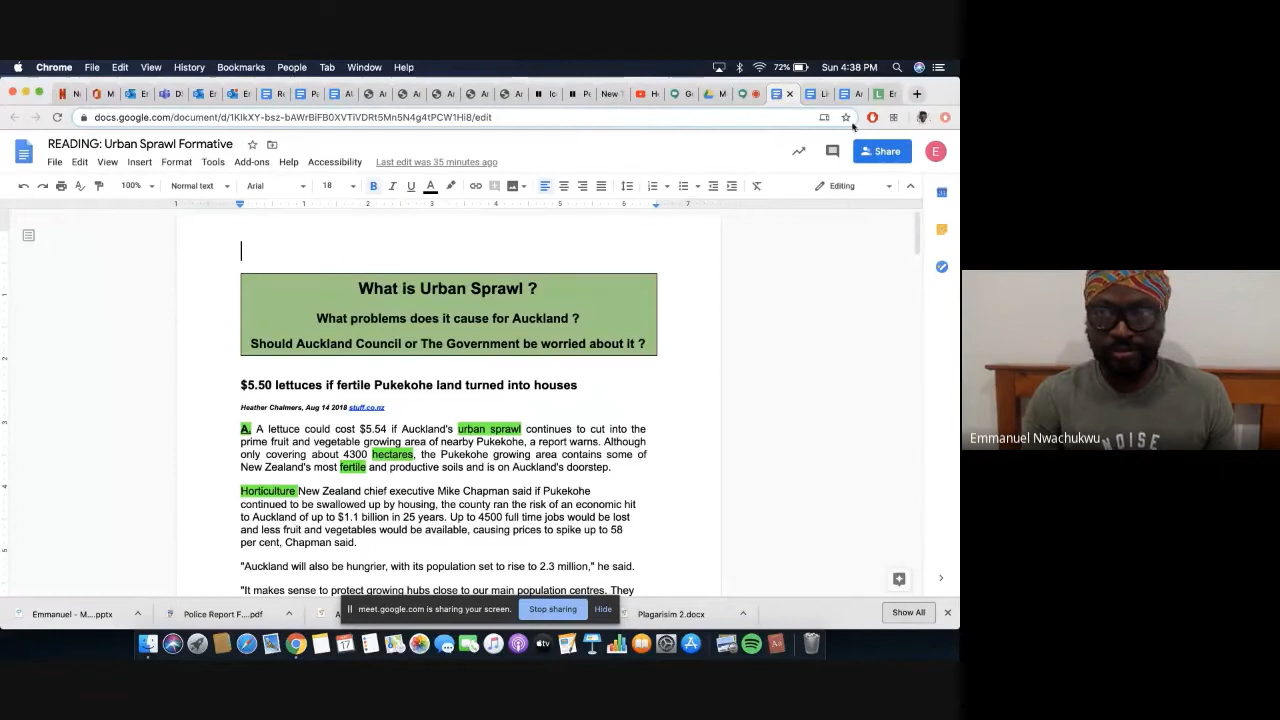 Chrome File Edit View History Bookmarks People Tab Window Help 72% Sun 4:38 PM
docs.google.com/document/d/1KIkXY-bsz-bAWrBiFB0XVTiVDRt5Mn5N4g4tPCW1Hi8/edit
READING: Urban Sprawl Formative
File Edit View Insert Format Tools Add-ons Help Accessibility Last edit was 35 minutes ago
Share
E
100% Normal text Arial 18 B I U A Editing
1 1 2 3 4 5 6 7
What is Urban Sprawl ?
What problems does it cause for Auckland ?
Should Auckland Council or The Government be worried about it ?
$5.50 lettuces if fertile Pukekohe land turned into houses
Heather Chalmers, Aug 14 2018 stuff.co.nz
A. A lettuce could cost $5.54 if Auckland's urban sprawl continues to cut into the
prime fruit and vegetable growing area of nearby Pukekohe, a report warns. Although
only covering about 4300 hectares, the Pukekohe growing area contains some of
New Zealand's most fertile and productive soils and is on Auckland's doorstep.
Horticulture New Zealand chief executive Mike Chapman said if Pukekohe
continued to be swallowed up by housing, the county ran the risk of an economic hit
to Auckland of up to $1.1 billion in 25 years. Up to 4500 full time jobs would be lost
and less fruit and vegetables would be available, causing prices to spike up to 58
per cent, Chapman said.
"Auckland will also be hungrier, with its population set to rise to 2.3 million," he said.
"It makes sense to protect growing hubs close to our main population centres. They
meet.google.com is sharing your screen. Stop sharing Hide
Emmanuel - M....pptx Police Report F....pdf Plagarisim 2.docx Show All
Emmanuel Nwachukwu
NOISE